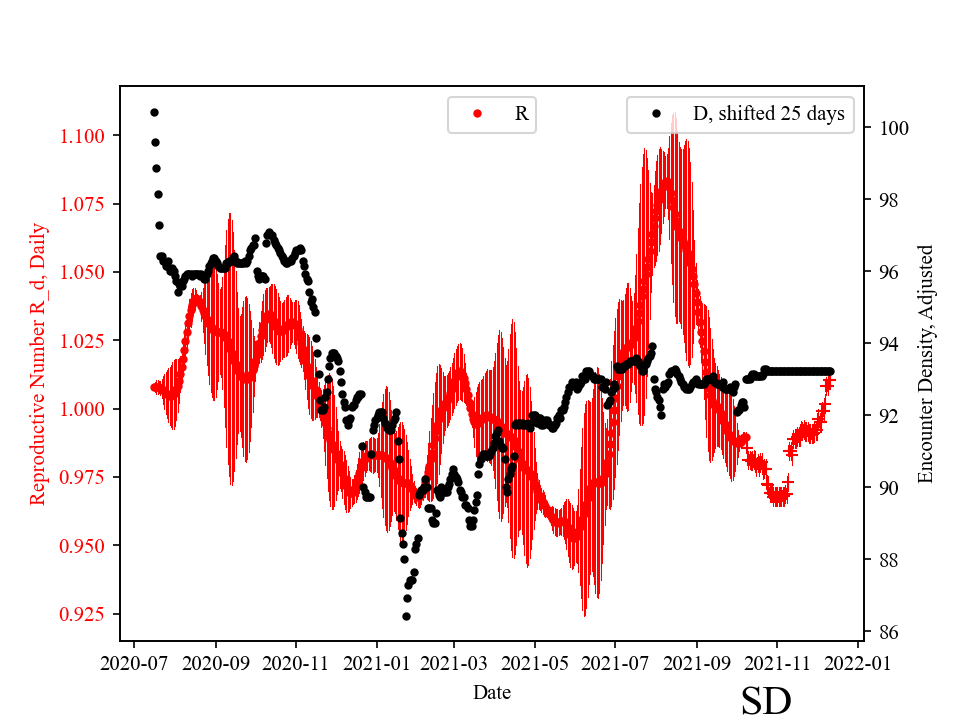 R
D, shifted 25 days
1.100
1.075
1.050
1.025
1.000
0.975
0.950
0.925
Reproductive Number R_d, Daily
100
98
96
94
92
90
88
86
Encounter Density, Adjusted
2020-07 2020-09 2020-11 2021-01 2021-03 2021-05 2021-07 2021-09 2021-11 2022-01
Date
SD